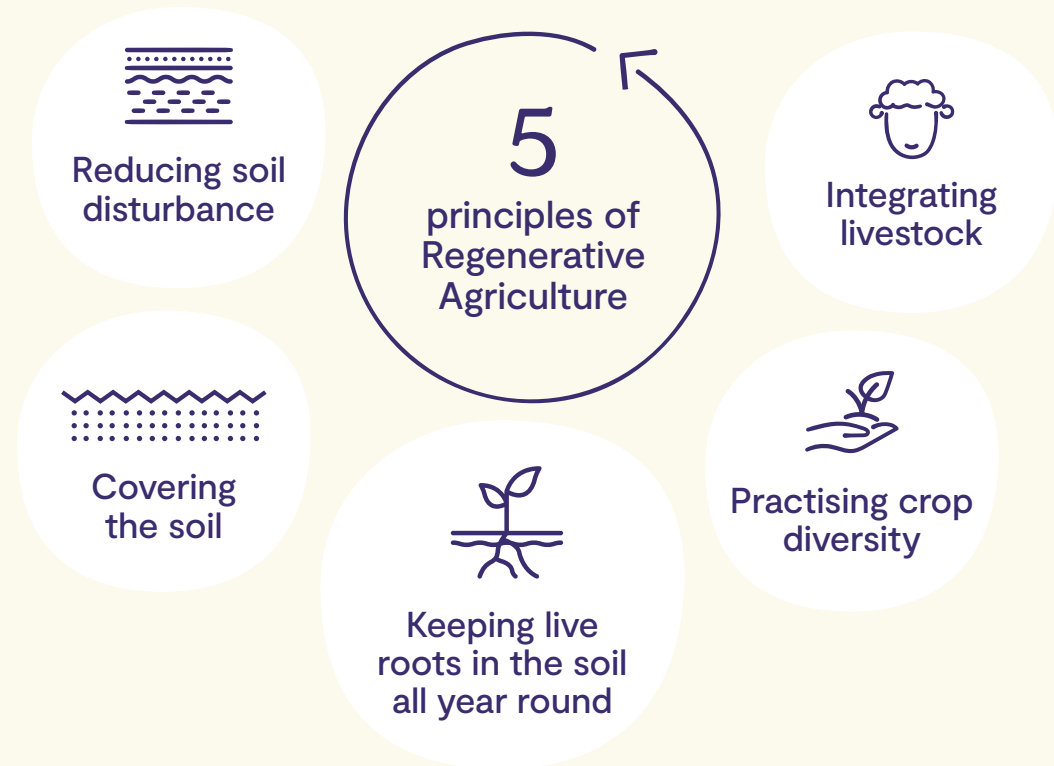 5
principles of
Regenerative
Agriculture
Reducing soil
disturbance
Covering
the soil
Keeping live
roots in the soil
all year round
Practising crop
diversity
Integrating
livestock